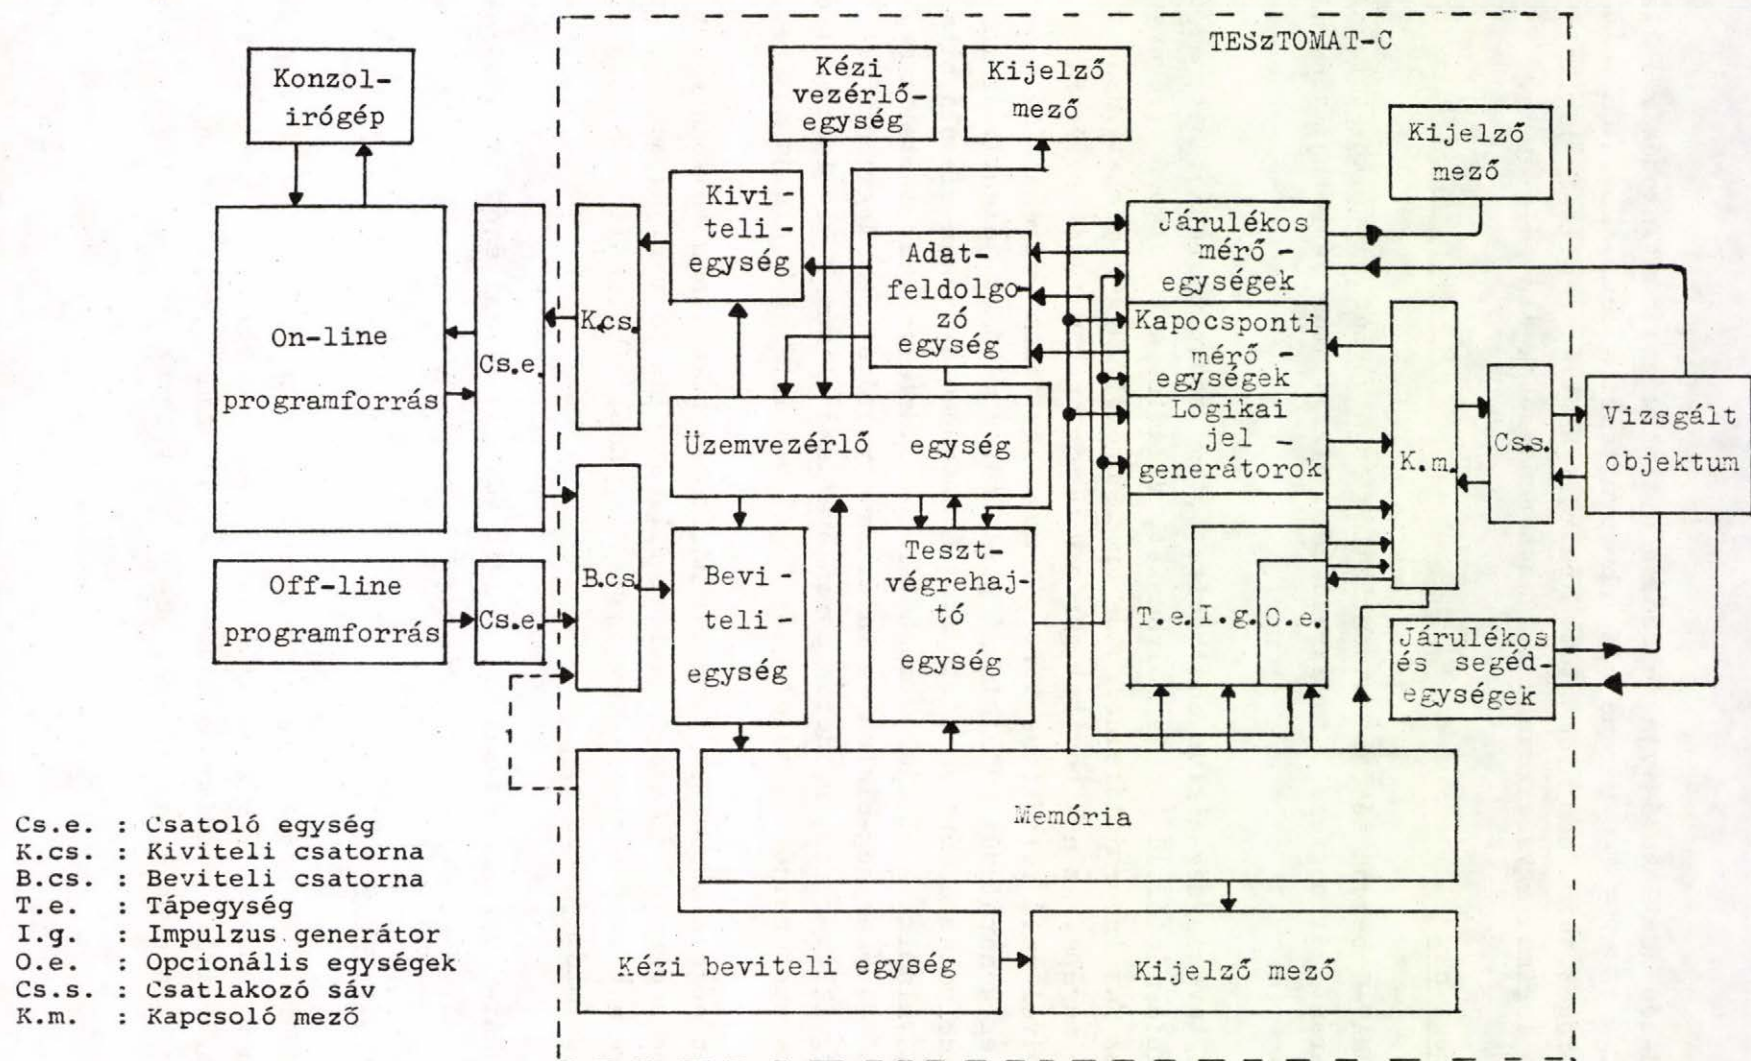 TESzTOMAT-C
Konzol-
irógép
Kézi
vezérlő-
egység
Kijelző
mező
Kijelző
mező
Kivi-
teli-
egység
Járulékos
mérő-
egységek
Adat-
feldolgo-
zó
egység
On-line
programforrás
Cs.e.
K.cs.
Kapocsponti
mérő-
egységek
Logikai
jel-
generátorok
Üzemvezérlő egység
K.m.
Cs.s.
Vizsgált
objektum
Off-line
programforrás
Cs.e.
B.cs.
Bevi-
teli-
egység
Teszt-
végrehaj-
tó
egység
T.e.
I.g.
O.e.
Járulékos
és segéd-
egységek
Memória
Kézi beviteli egység
Kijelző mező
Cs.e. : Csatoló egység
K.cs. : Kiviteli csatorna
B.cs. : Beviteli csatorna
T.e. : Tápegység
I.g. : Impulzus generátor
O.e. : Opcionális egységek
Cs.s. : Csatlakozó sáv
K.m. : Kapcsoló mező